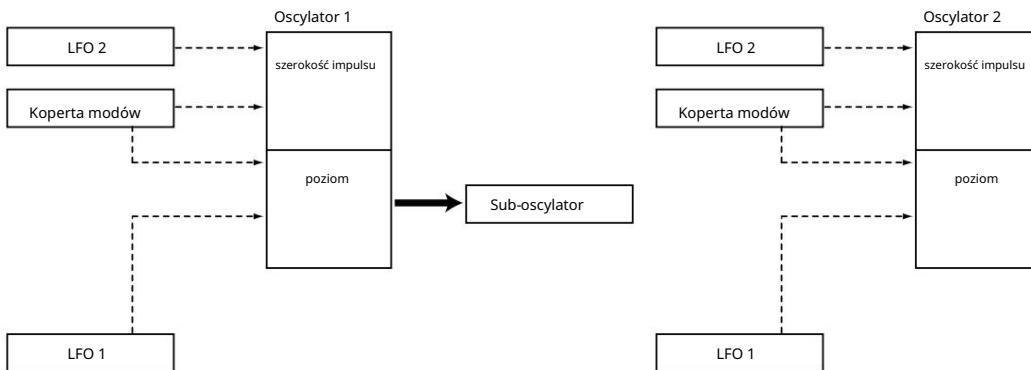 Oscylator 1
LFO 2
szerokość impulsu
Koperta modów
poziom
Sub-oscylator
LFO 1
Oscylator 2
LFO 2
szerokość impulsu
Koperta modów
poziom
LFO 1